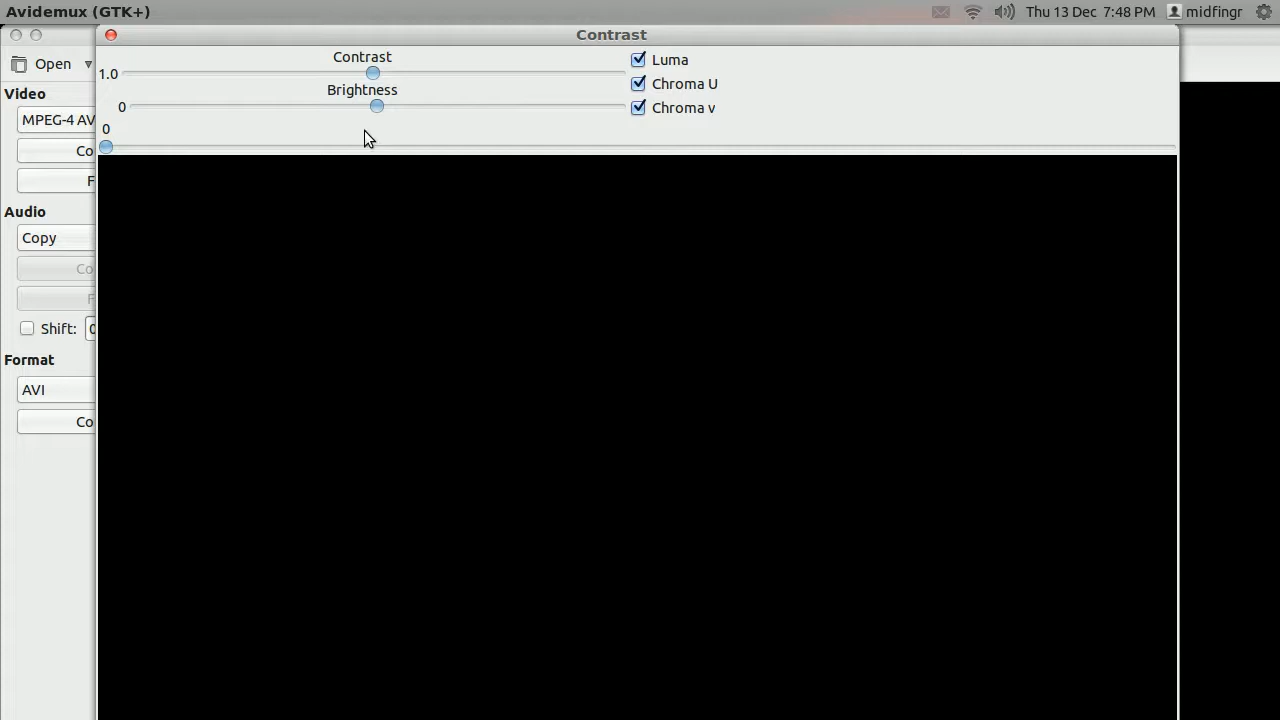 Avidemux (GTK+)
Thu 13 Dec 7:48 PM
midfingr
Contrast
Open
Contrast
1.0
Brightness
0
0
Luma
Chroma U
Chroma v
Video
MPEG-4 AV
Co
F
Audio
Copy
Co
F
Shift:
Format
AVI
Co